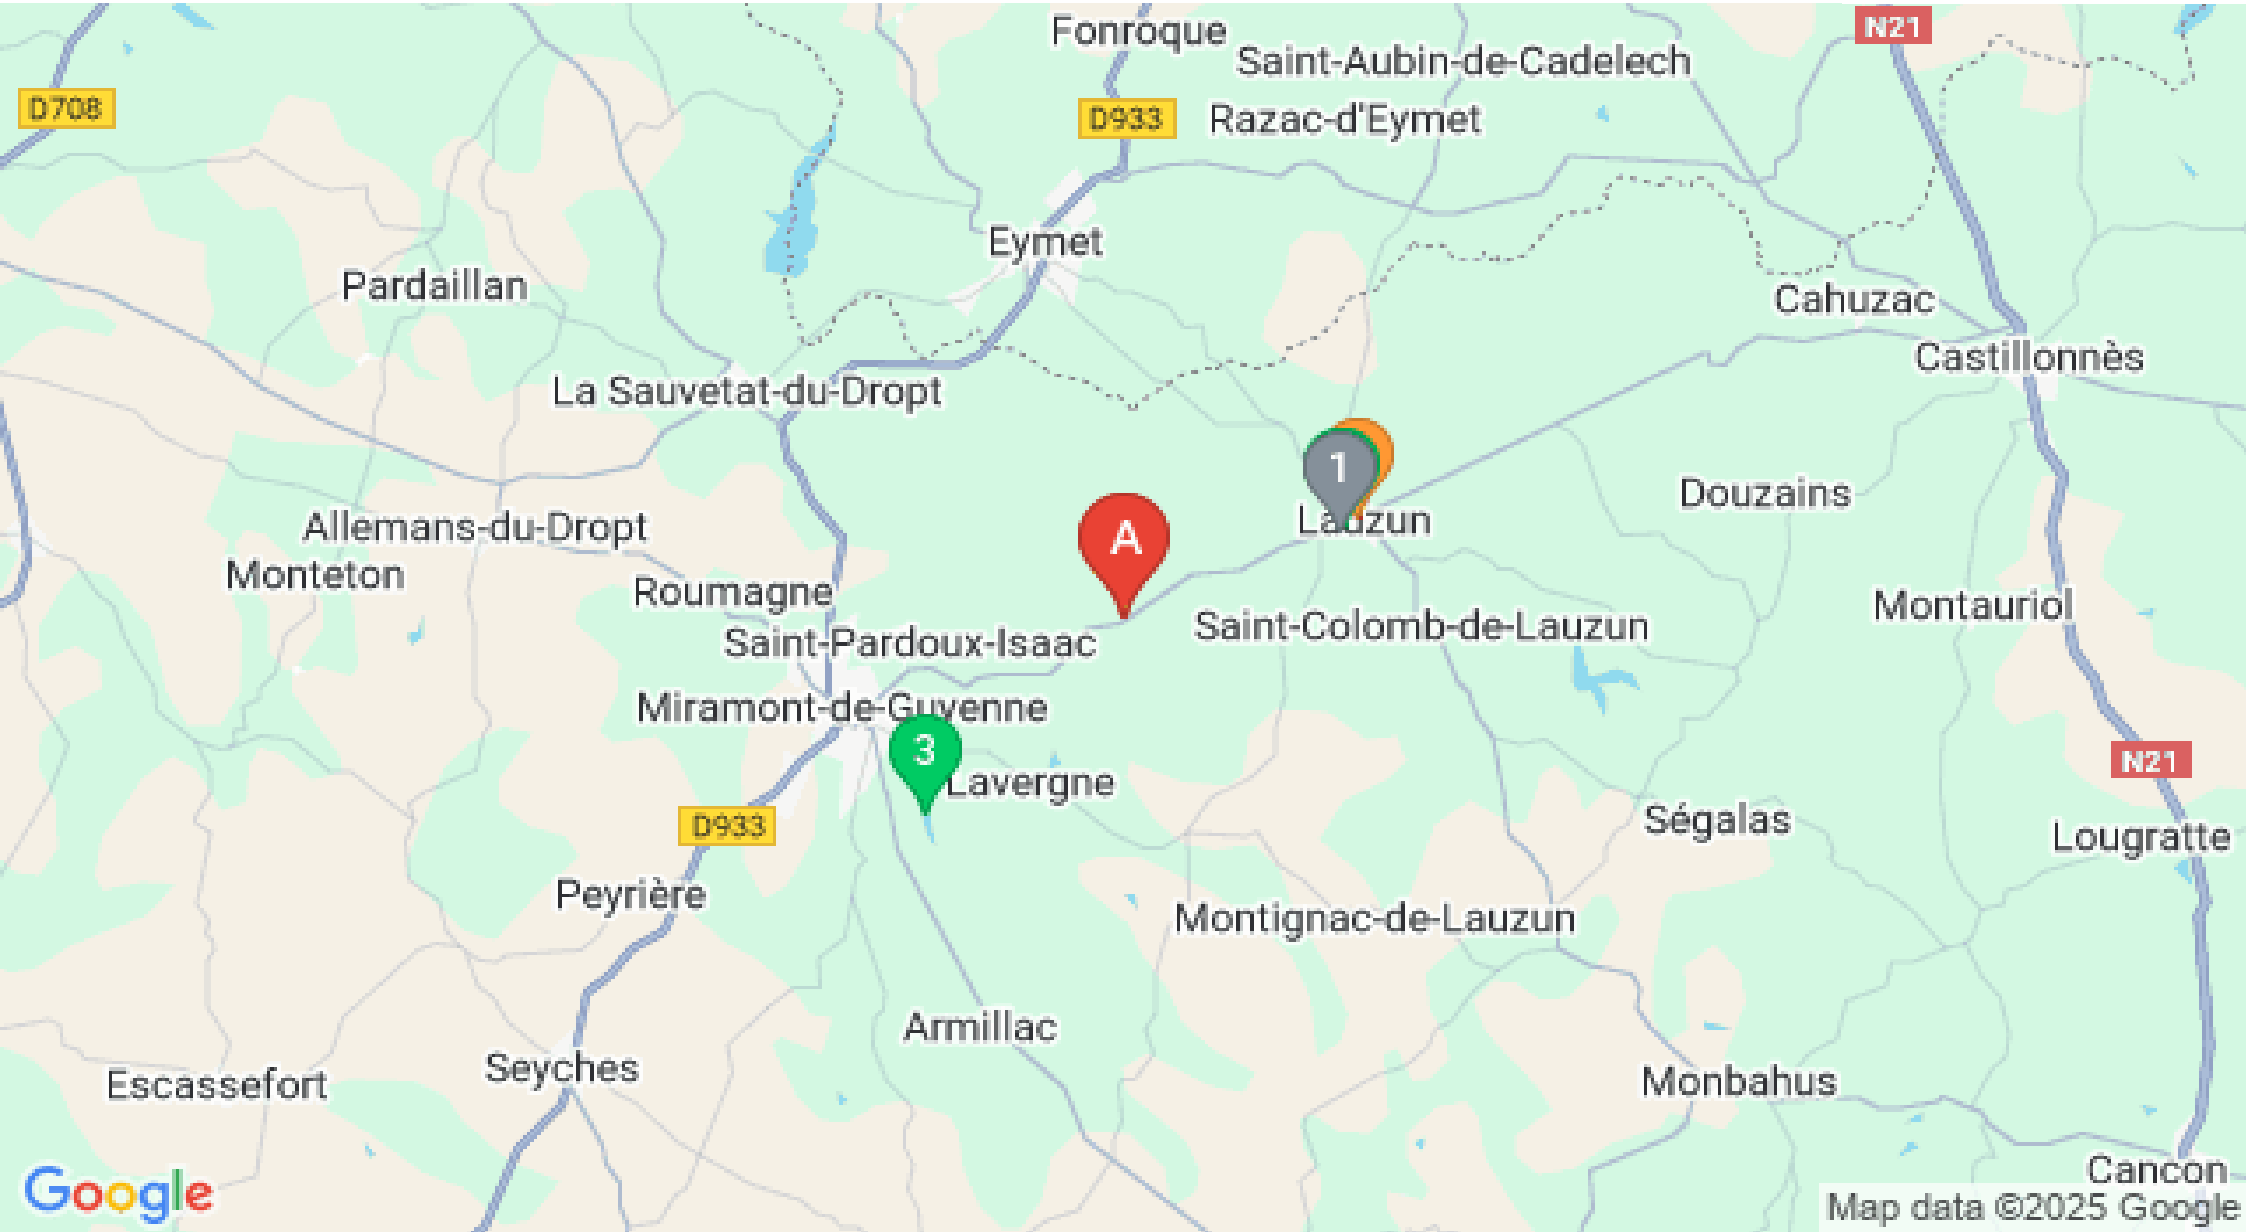 Fonroque
N21
Saint-Aubin-de-Cadelech
D708
D933
Razac-d'Eymet
Eymet
Pardaillan
Cahuzac
Castillonnès
La Sauvetat-du-Dropt
1
Douzains
Lauzun
Allemans-du-Dropt
A
Monteton
Roumagne
Montauriol
Saint-Colomb-de-Lauzun
Saint-Pardoux-Isaac
Miramont-de-Guyenne
3
N21
Lavergne
Ségalas
D933
Lougratte
Peyrière
Montignac-de-Lauzun
Armillac
Seyches
Escassefort
Monbahus
Cancon
Google
Map data ©2025 Google